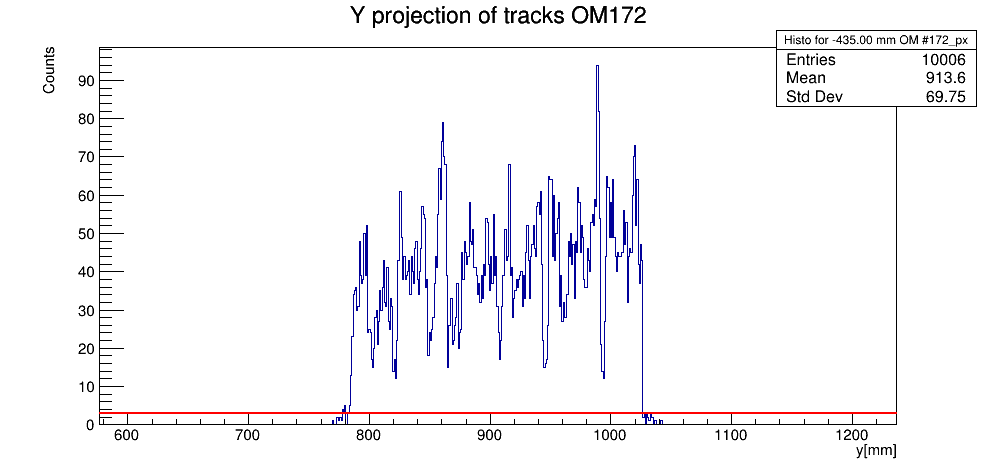 Y projection of tracks OM172
Histo for -435.00 mm OM #172_px
Entries 10006
Mean 913.6
Std Dev 69.75
Counts
90
80
70
60
50
40
30
20
10
0
600 700 800 900 1000 1100 1200
y[mm]